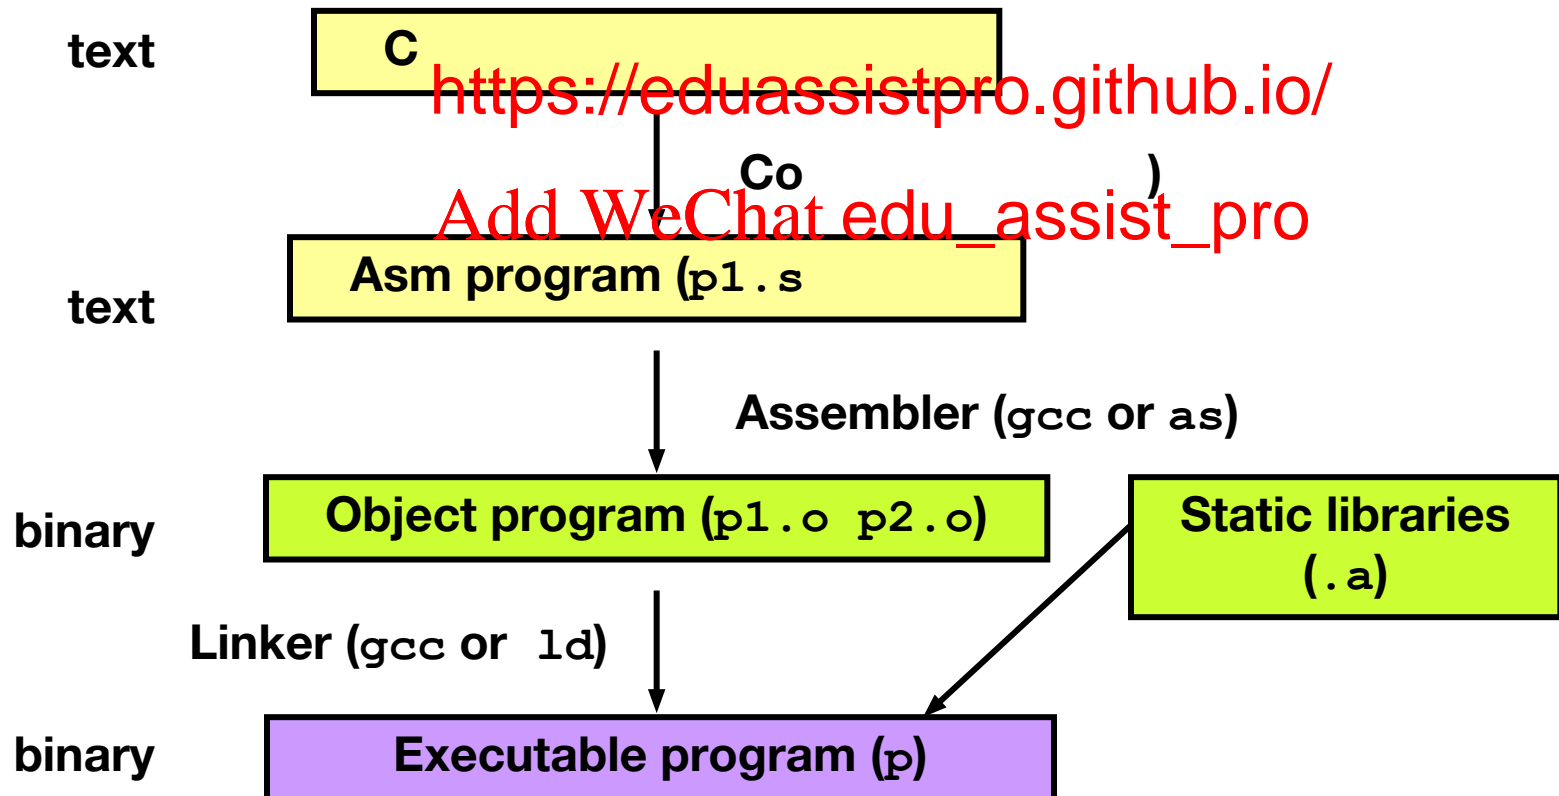 text
C
https://eduassistpro.github.io/
Co )
Add WeChat edu_assist_pro
Asm program (p1.s
text
Assembler (gcc or as)
binary
Object program (p1.o p2.o)
Static libraries
(.a)
Linker (gcc or ld)
binary
Executable program (p)